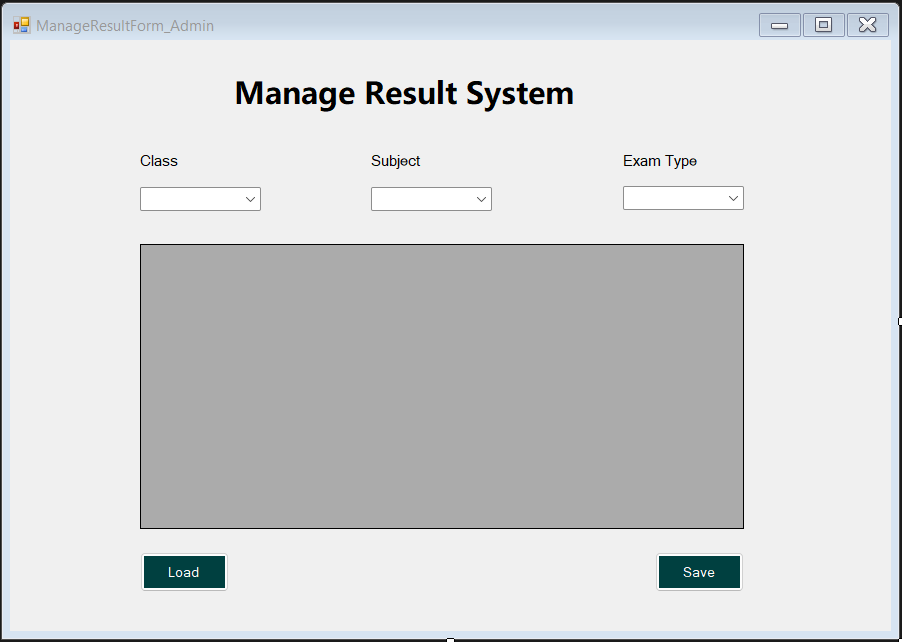 ManageResultForm_Admin
Manage Result System
Class Subject Exam Type
Load Save